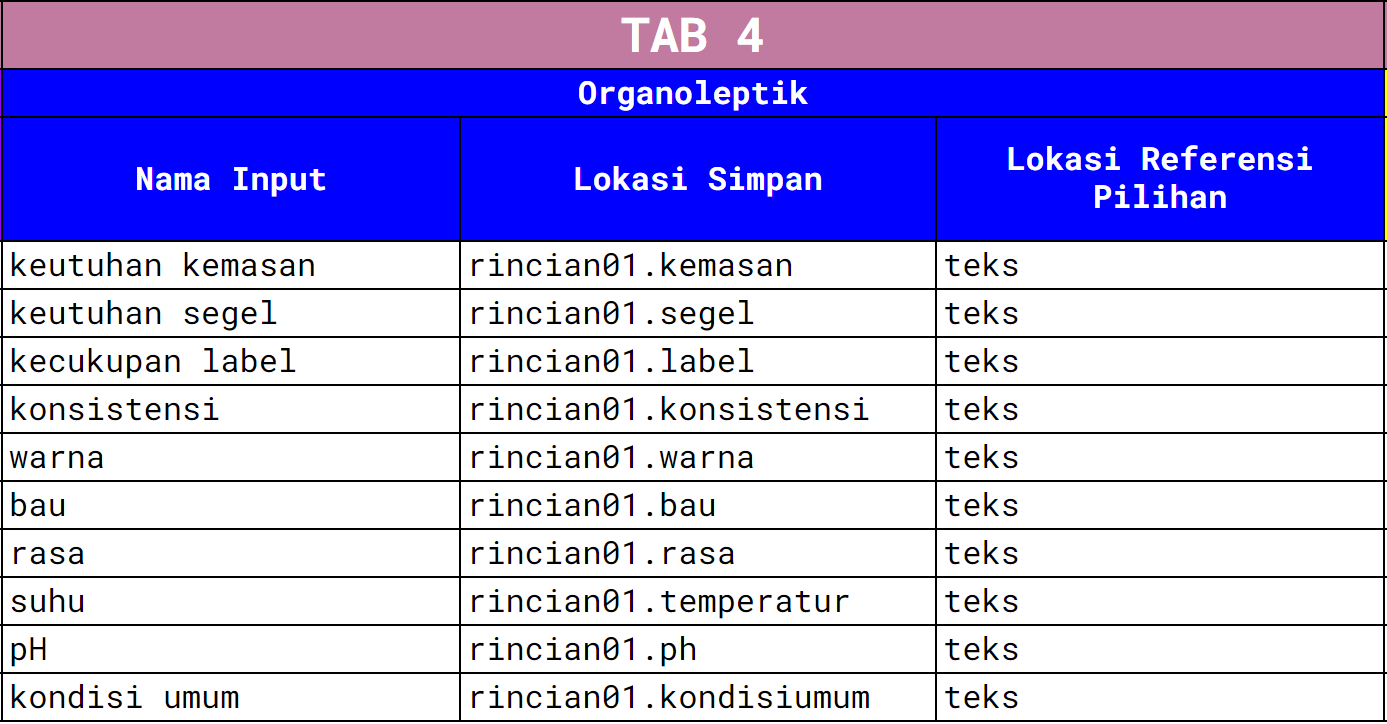 TAB 4
Organoleptik
Nama Input
Lokasi Simpan
Lokasi Referensi
Pilihan
keutuhan kemasan rincian01.kemasan teks
keutuhan segel rincian01.segel teks
kecukupan label rincian01.label teks
konsistensi rincian01.konsistensi teks
warna rincian01.warna teks
bau rincian01.bau teks
rasa rincian01.rasa teks
suhu rincian01.temperatur teks
pH rincian01.ph teks
kondisi umum rincian01.kondisiumum teks